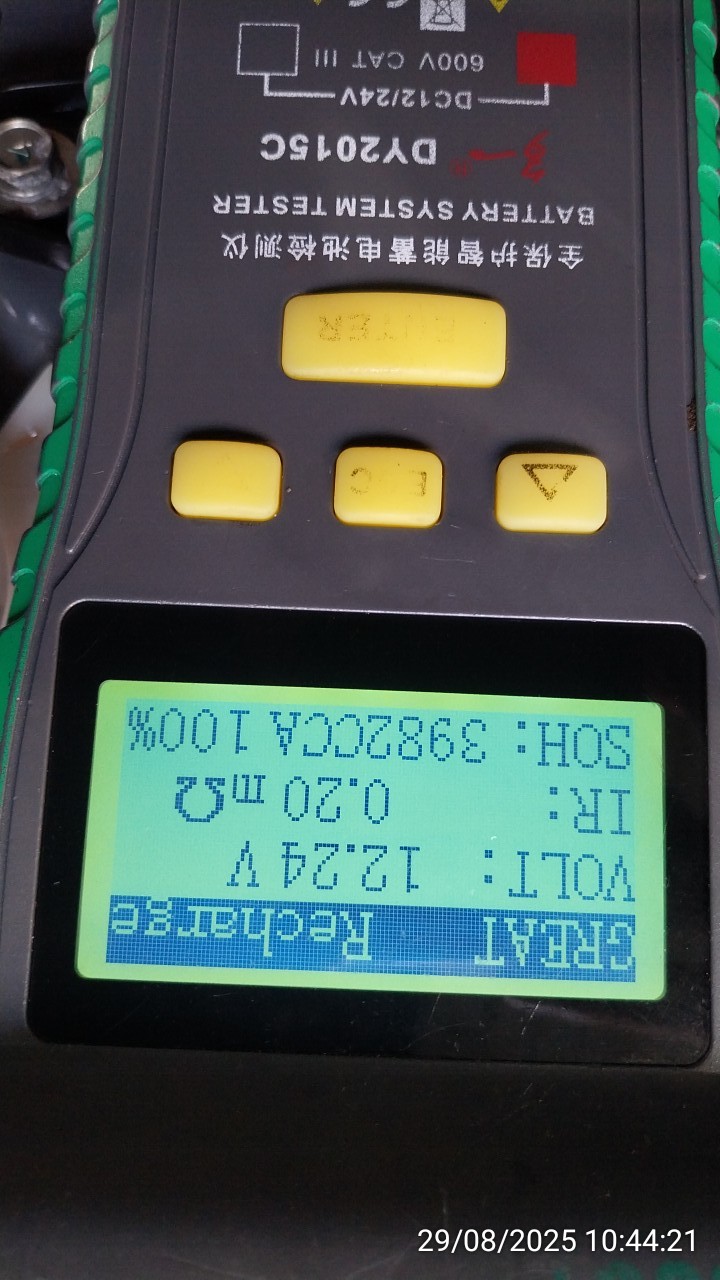 GREAT Recharge
VOLT: 12.24 V
IR: 0.20 mΩ
SOH: 3982CCA 100%
全保护智能蓄电池检测仪
BATTERY SYSTEM TESTER
DY2015C
DC12/24V
600V CAT III
29/08/2025 10:44:21